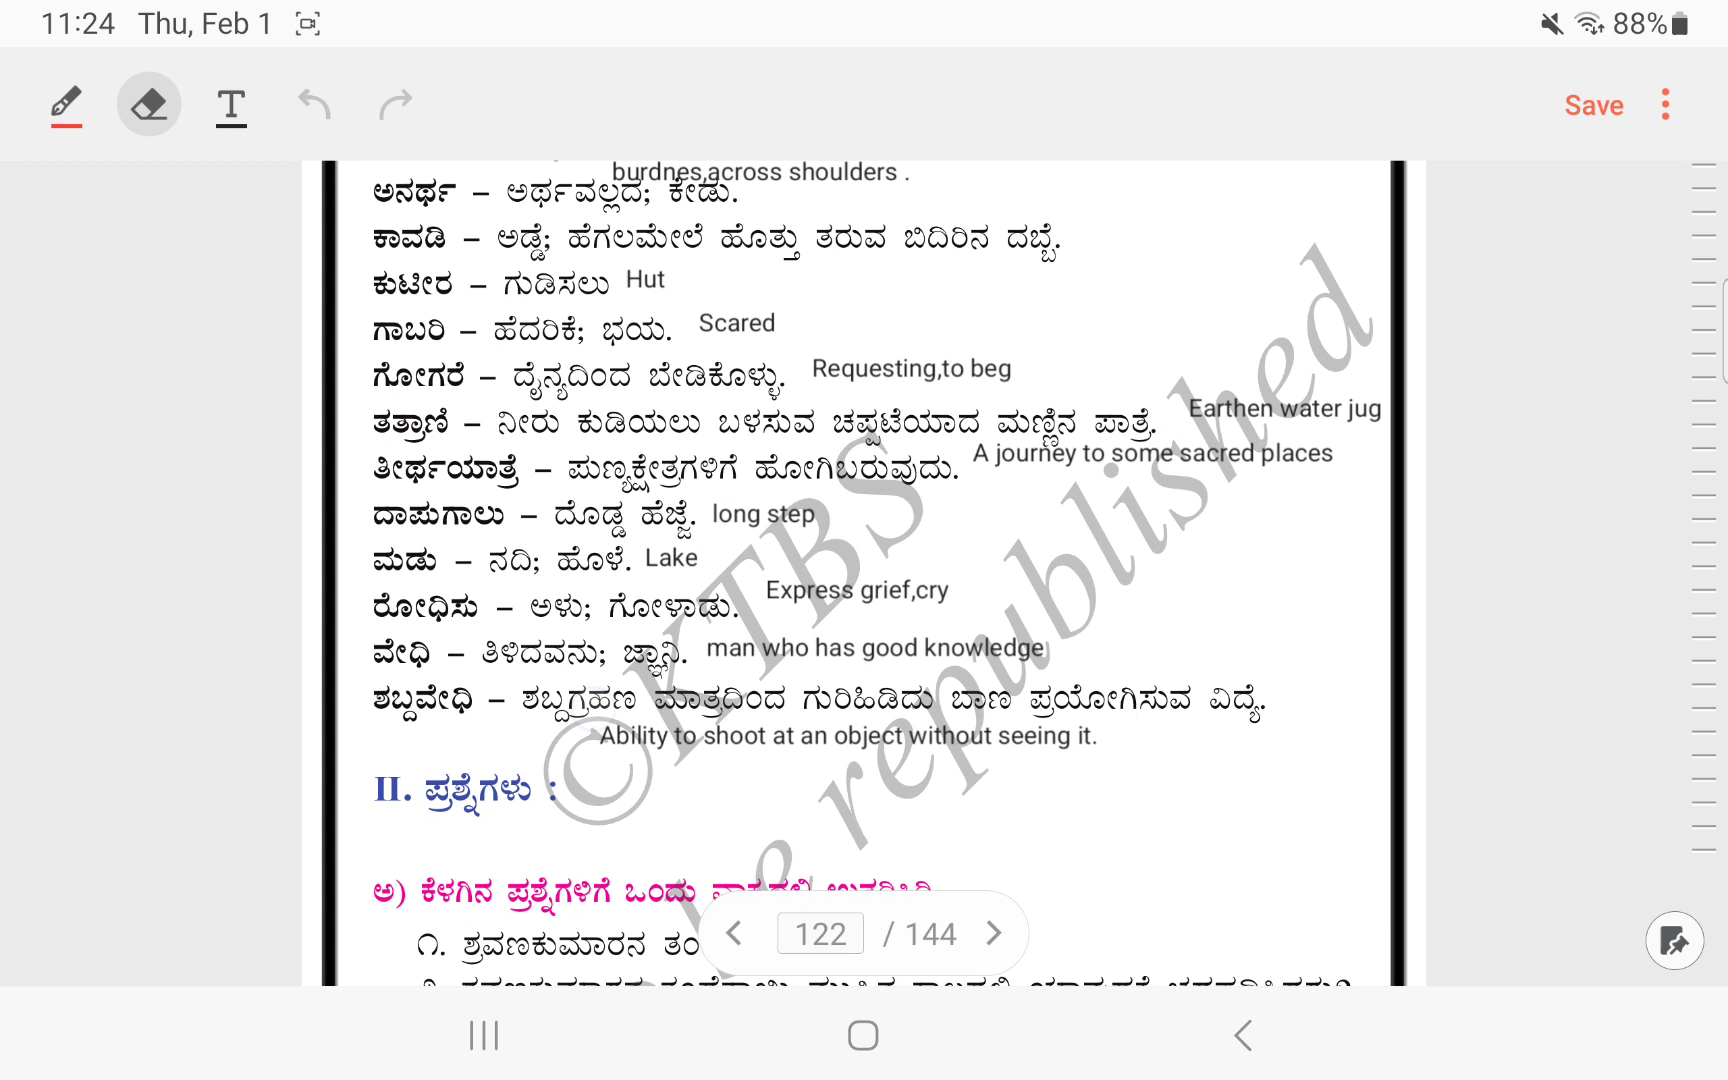 11:24 Thu, Feb 1 88%
Save
burdnes,across shoulders .
ಅನರ್ಥ – ಅರ್ಥವಲ್ಲದ; ಕೇಡು.
ಕಾವಡಿ – ಅಡ್ಡೆ; ಹೆಗಲಮೇಲೆ ಹೊತ್ತು ತರುವ ಬಿದಿರಿನ ದಬ್ಬೆ.
ಕುಟೀರ – ಗುಡಿಸಲು Hut
ಗಾಬರಿ – ಹೆದರಿಕೆ; ಭಯ. Scared
ಗೋಗರೆ – ದೈನ್ಯದಿಂದ ಬೇಡಿಕೊಳ್ಳು. Requesting,to beg
ತತ್ರಾಣಿ – ನೀರು ಕುಡಿಯಲು ಬಳಸುವ ಚಪ್ಪಟೆಯಾದ ಮಣ್ಣಿನ ಪಾತ್ರೆ. Earthen water jug
ತೀರ್ಥಯಾತ್ರೆ – ಪುಣ್ಯಕ್ಷೇತ್ರಗಳಿಗೆ ಹೋಗಿಬರುವುದು. A journey to some sacred places
ದಾಪುಗಾಲು – ದೊಡ್ಡ ಹೆಜ್ಜೆ. long step
ಮಡು – ನದಿ; ಹೊಳೆ. Lake
ರೋಧಿಸು – ಅಳು; ಗೋಳಾಡು. Express grief,cry
ವೇಧಿ – ತಿಳಿದವನು; ಜ್ಞಾನಿ. man who has good knowledge
ಶಬ್ದವೇಧಿ – ಶಬ್ದಗ್ರಹಣ ಮಾತ್ರದಿಂದ ಗುರಿಹಿಡಿದು ಬಾಣ ಪ್ರಯೋಗಿಸುವ ವಿದ್ಯೆ.
Ability to shoot at an object without seeing it.
©KTBS
republished
II. ಪ್ರಶ್ನೆಗಳು :
ಅ) ಕೆಳಗಿನ ಪ್ರಶ್ನೆಗಳಿಗೆ ಒಂದು
೧. ಶ್ರವಣಕುಮಾರನ ತಂ
122 / 144